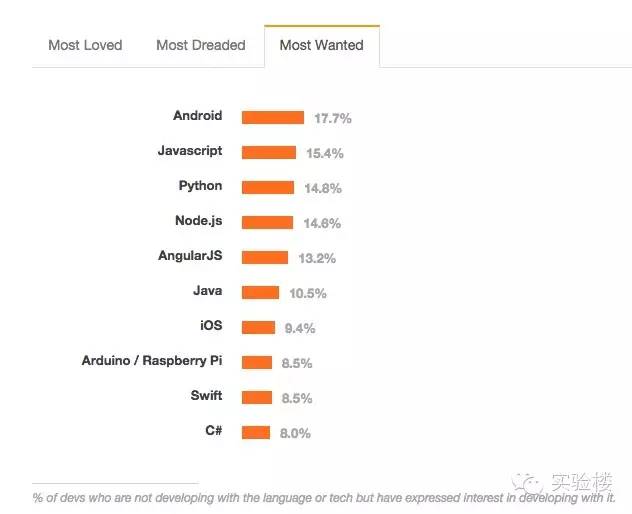 Most Loved Most Dreaded Most Wanted
Android 17.7%
Javascript 15.4%
Python 14.8%
Node.js 14.6%
AngularJS 13.2%
Java 10.5%
iOS 9.4%
Arduino / Raspberry Pi 8.5%
Swift 8.5%
C# 8.0%
实验楼
% of devs who are not developing with the language or tech but have expressed interest in developing with it.